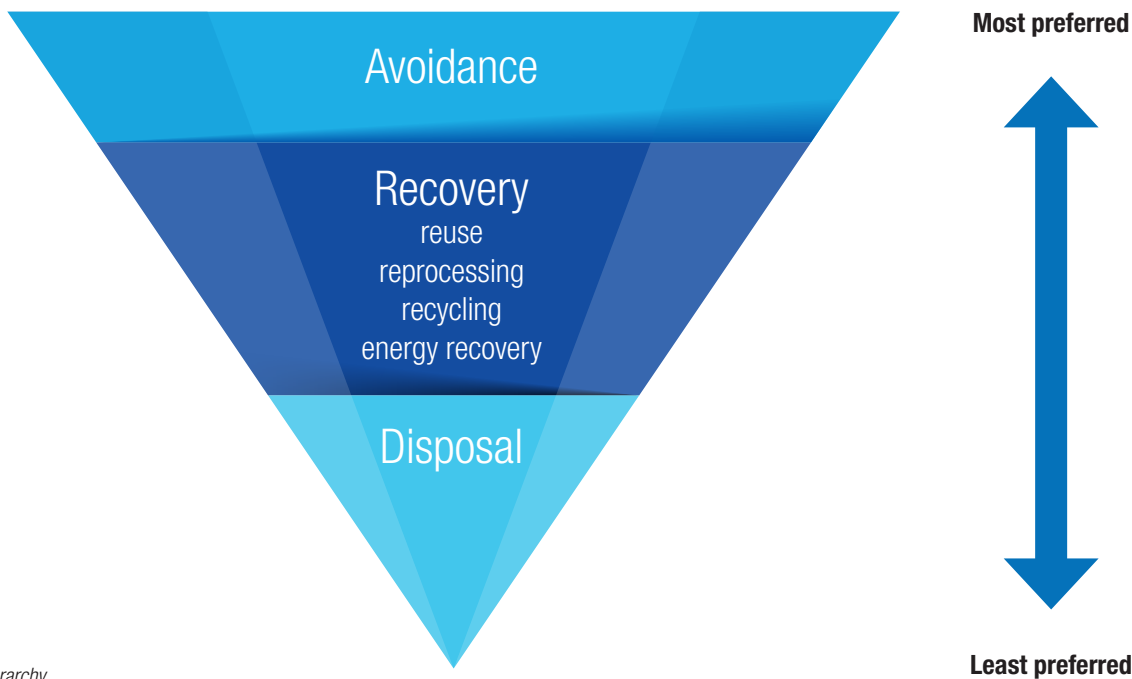 Most preferred
Avoidance
Recovery
reuse
reprocessing
recycling
energy recovery
Disposal
Least preferred